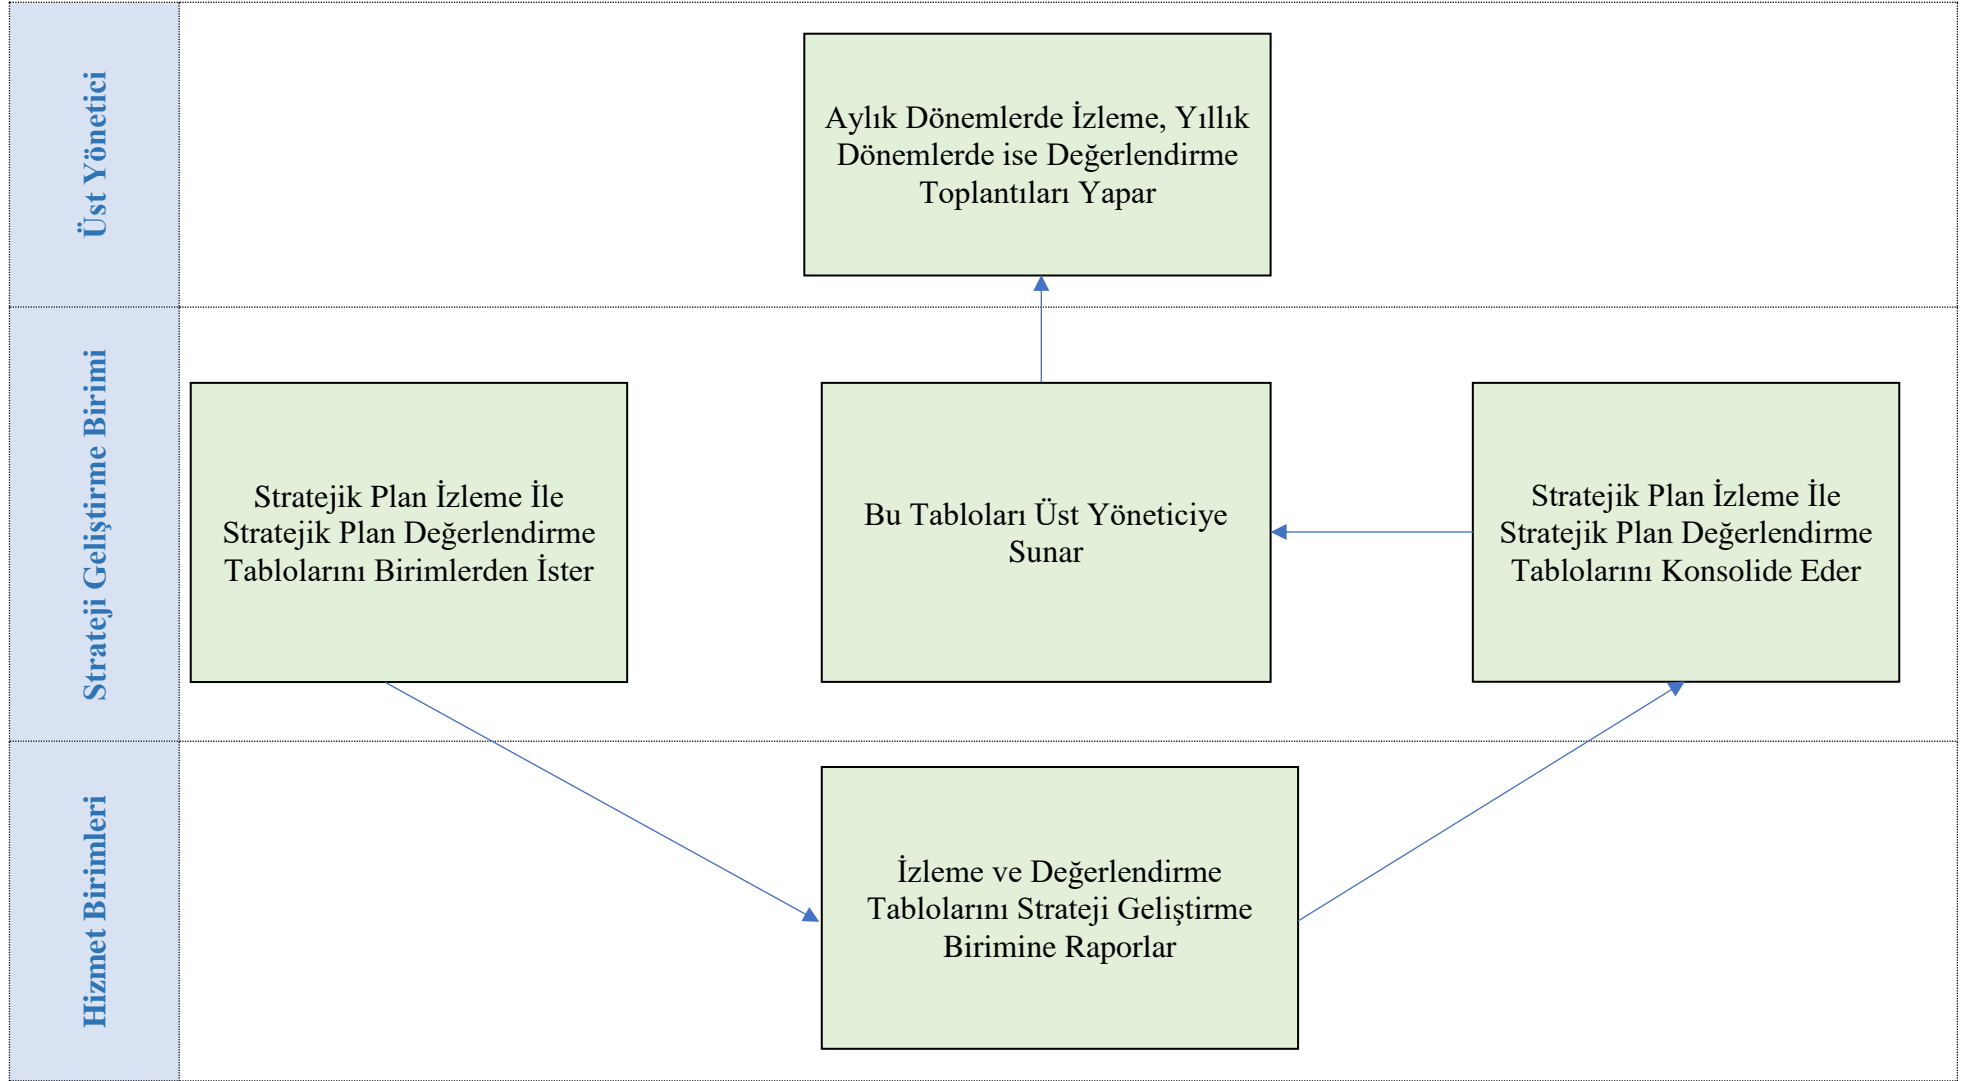 Üst Yönetici
Aylık Dönemlerde İzleme, Yıllık
Dönemlerde ise Değerlendirme
Toplantıları Yapar
Strateji Geliştirme Birimi
Stratejik Plan İzleme İle
Stratejik Plan Değerlendirme
Tablolarını Birimlerden İster
Bu Tabloları Üst Yöneticiye
Sunar
Stratejik Plan İzleme İle
Stratejik Plan Değerlendirme
Tablolarını Konsolide Eder
Hizmet Birimleri
İzleme ve Değerlendirme
Tablolarını Strateji Geliştirme
Birimine Raporlar